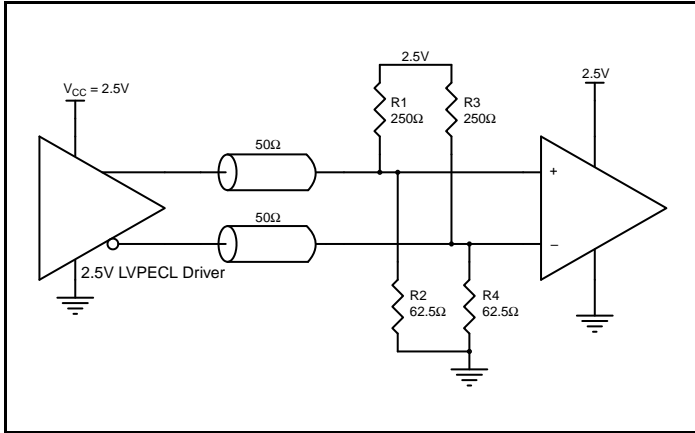 2.5V
V_CC = 2.5V
2.5V
R1
250Ω
R3
250Ω
50Ω
+
50Ω
–
2.5V LVPECL Driver
R2
62.5Ω
R4
62.5Ω